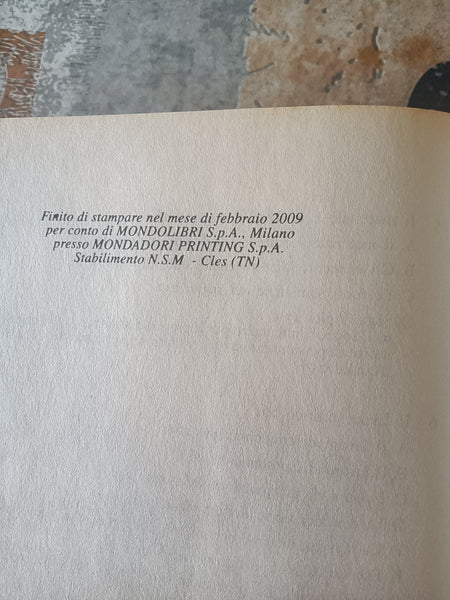 Finito di stampare nel mese di febbraio 2009
per conto di MONDOLIBRI S.p.A., Milano
presso MONDADORI PRINTING S.p.A.
Stabilimento N.S.M - Cles (TN)